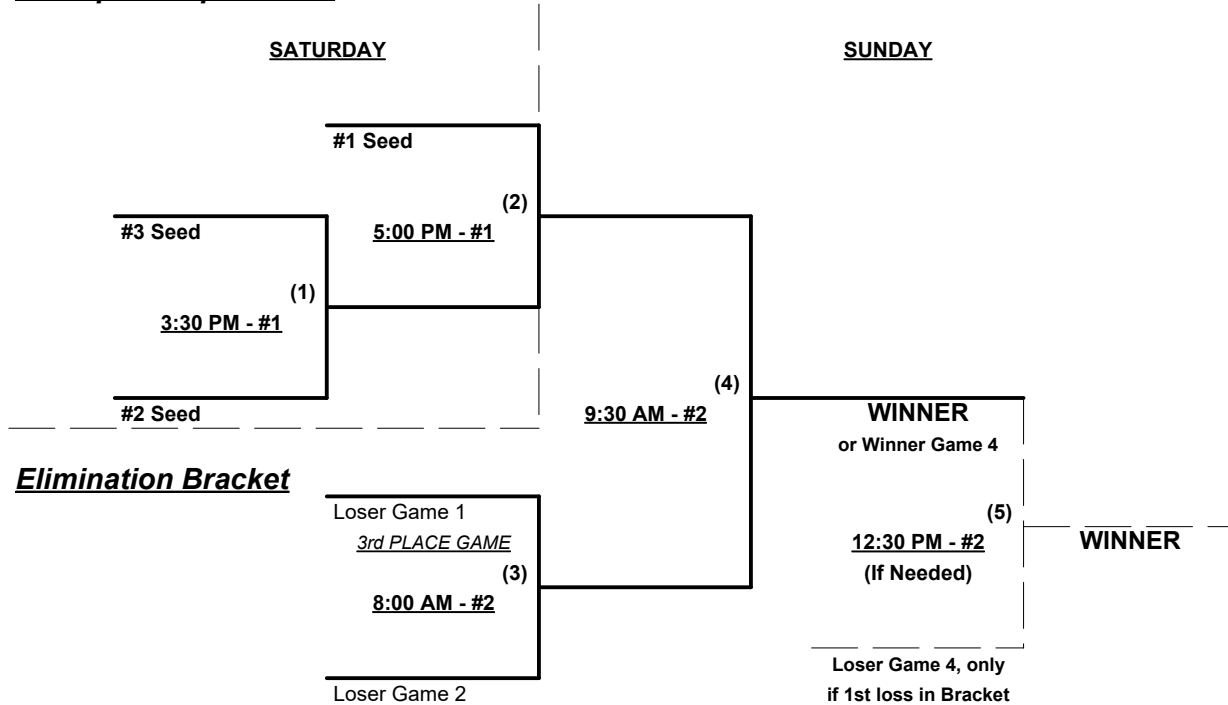 SATURDAY
SUNDAY
#1 Seed
(2)
5:00 PM - #1
#3 Seed
(1)
3:30 PM - #1
#2 Seed
(4)
9:30 AM - #2
WINNER
or Winner Game 4
Elimination Bracket
Loser Game 1
3rd PLACE GAME
(3)
8:00 AM - #2
Loser Game 2
(5)
12:30 PM - #2
(If Needed)
WINNER
Loser Game 4, only
if 1st loss in Bracket